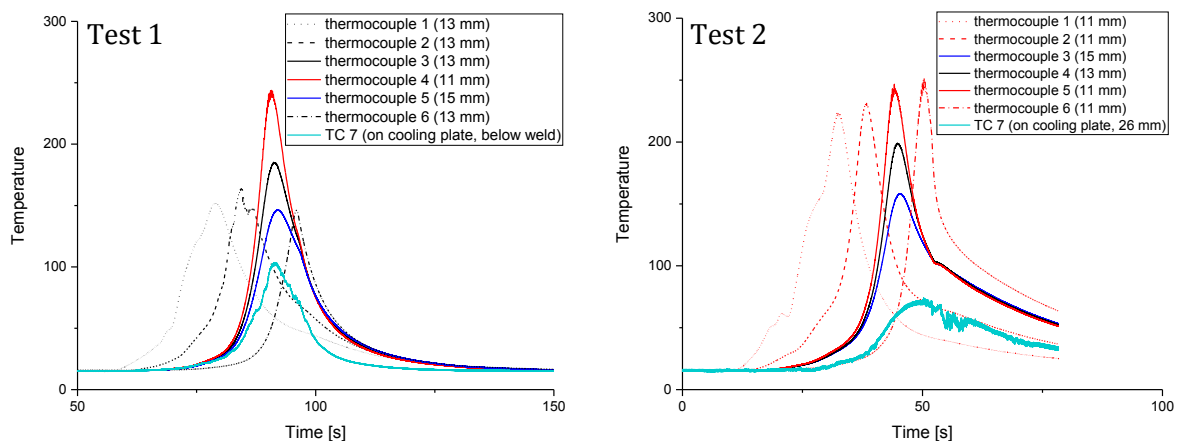 Test 1
thermocouple 1 (13 mm)
thermocouple 2 (13 mm)
thermocouple 3 (13 mm)
thermocouple 4 (11 mm)
thermocouple 5 (15 mm)
thermocouple 6 (13 mm)
TC 7 (on cooling plate, below weld)
Temperature
300
200
100
0
50
100
150
Time [s]
Test 2
thermocouple 1 (11 mm)
thermocouple 2 (11 mm)
thermocouple 3 (15 mm)
thermocouple 4 (13 mm)
thermocouple 5 (11 mm)
thermocouple 6 (11 mm)
TC 7 (on cooling plate, 26 mm)
Temperature
300
200
100
0
0
50
100
Time [s]